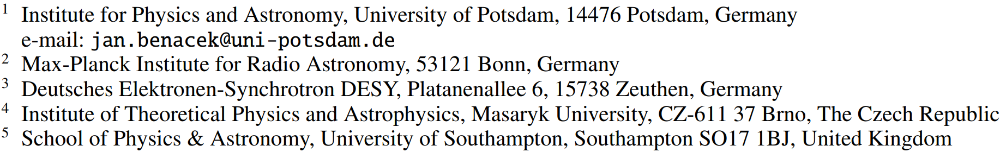 1 Institute for Physics and Astronomy, University of Potsdam, 14476 Potsdam, Germany
e-mail: jan.benacek@uni-potsdam.de
2 Max-Planck Institute for Radio Astronomy, 53121 Bonn, Germany
3 Deutsches Elektronen-Synchrotron DESY, Platanenallee 6, 15738 Zeuthen, Germany
4 Institute of Theoretical Physics and Astrophysics, Masaryk University, CZ-611 37 Brno, The Czech Republic
5 School of Physics & Astronomy, University of Southampton, Southampton SO17 1BJ, United Kingdom